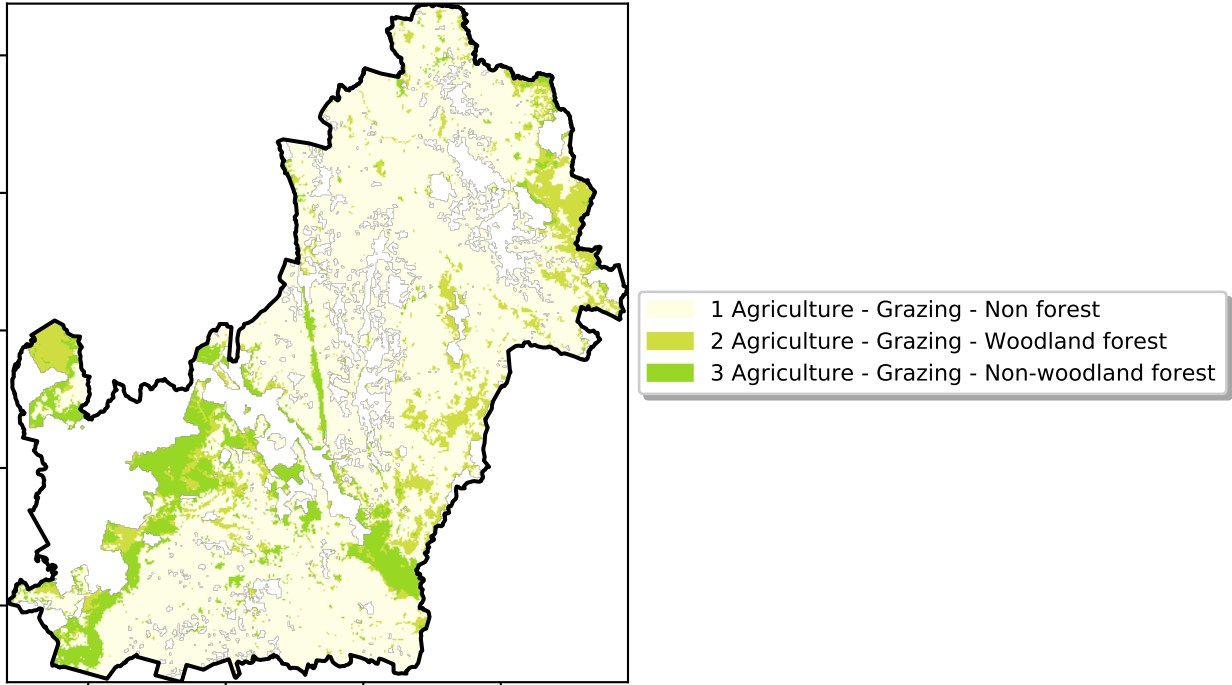 1 Agriculture - Grazing - Non forest
2 Agriculture - Grazing - Woodland forest
3 Agriculture - Grazing - Non-woodland forest